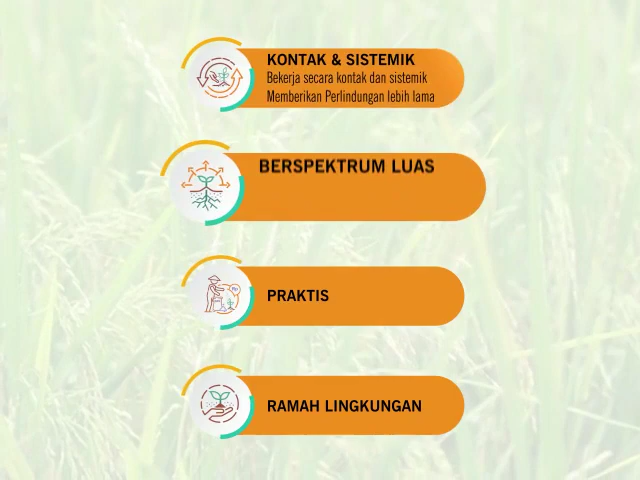 KONTAK & SISTEMIK
Bekerja secara kontak dan sistemik
Memberikan Perlindungan lebih lama
BERSPEKTRUM LUAS
PRAKTIS
RAMAH LINGKUNGAN